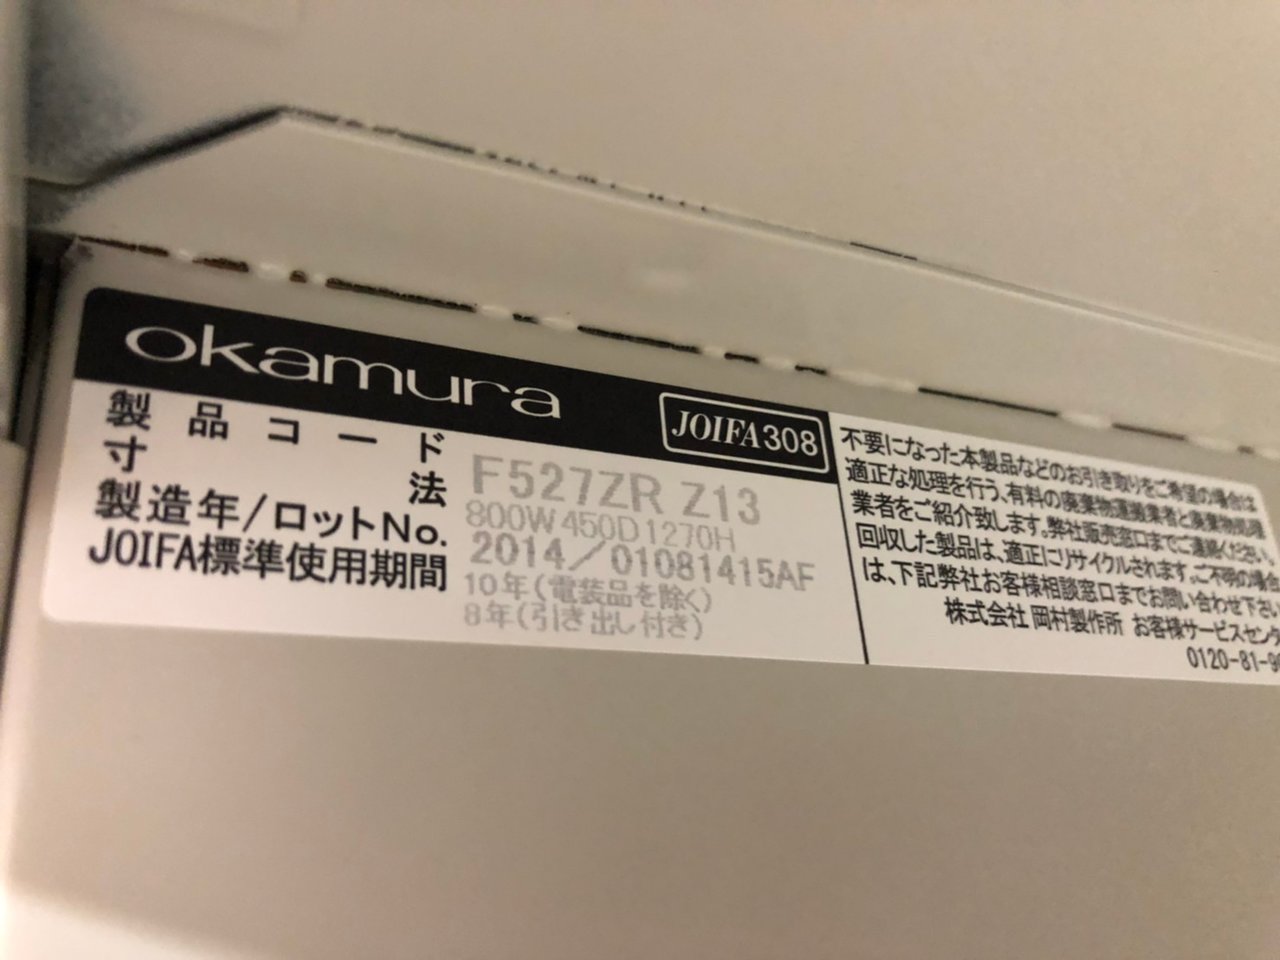 okamura
JOIFA308
製品コード F527ZR Z13
寸法 800W450D1270H
製造年/ロットNo. 2014/01081415AF
JOIFA標準使用期間 10年(電装品を除く)
8年(引き出し付き)
不要になった本製品などのお引き取りをご希望の場合は
適正な処理を行う、有料の廃棄物運搬業者と廃棄物処理
業者をご紹介致します。弊社販売窓口までご連絡ください。
回収した製品は、適正にリサイクルされます。ご不明の場合
は、下記弊社お客様相談窓口までお問い合わせ下さい
株式会社 岡村製作所 お客様サービスセンタ
0120-81-9